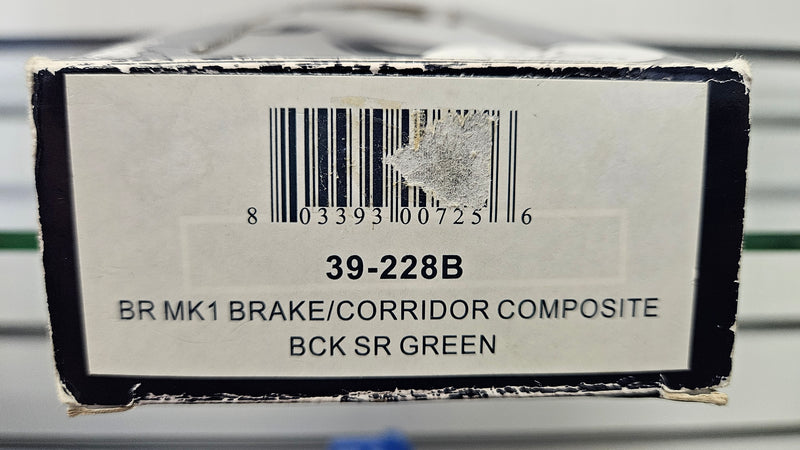 8 03393 00725 6
39-228B
BR MK1 BRAKE/CORRIDOR COMPOSITE
BCK SR GREEN